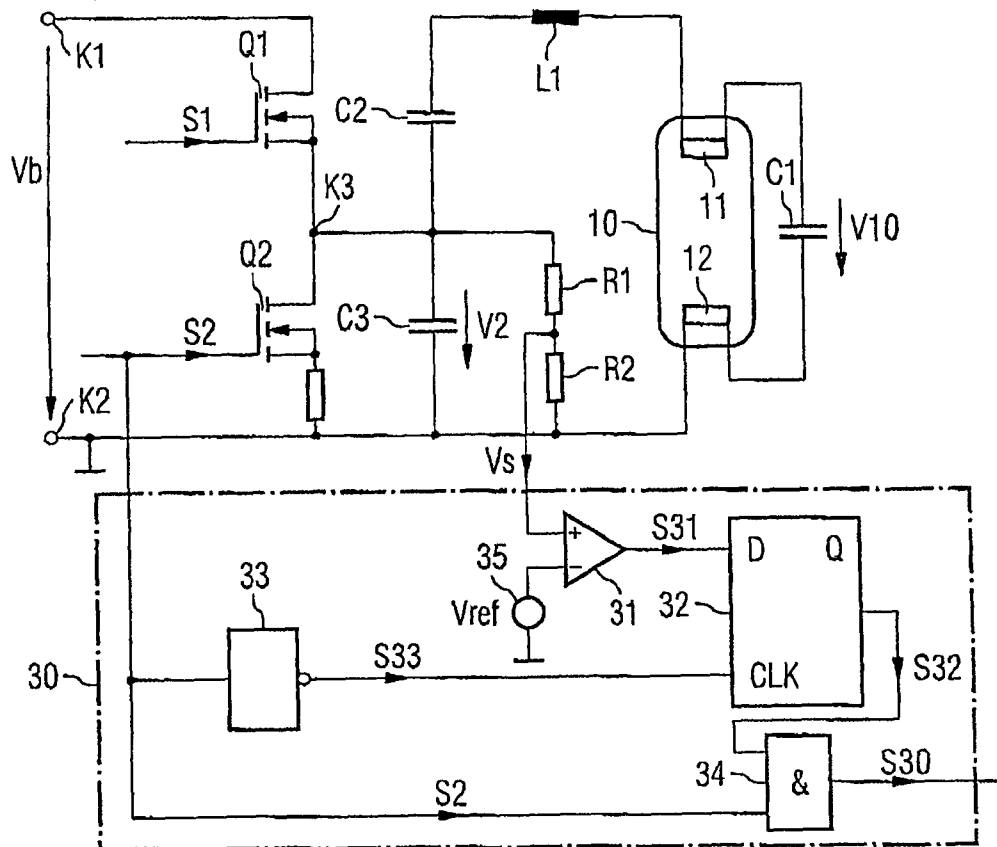 K1
Q1
L1
C2
S1
Vb
11
C1
K3
10
V10
Q2
12
R1
C3
V2
S2
R2
K2
Vs
S31
D Q
35
+
-
33
31
32
Vref
30
S33
CLK
S32
34
S30
&
S2